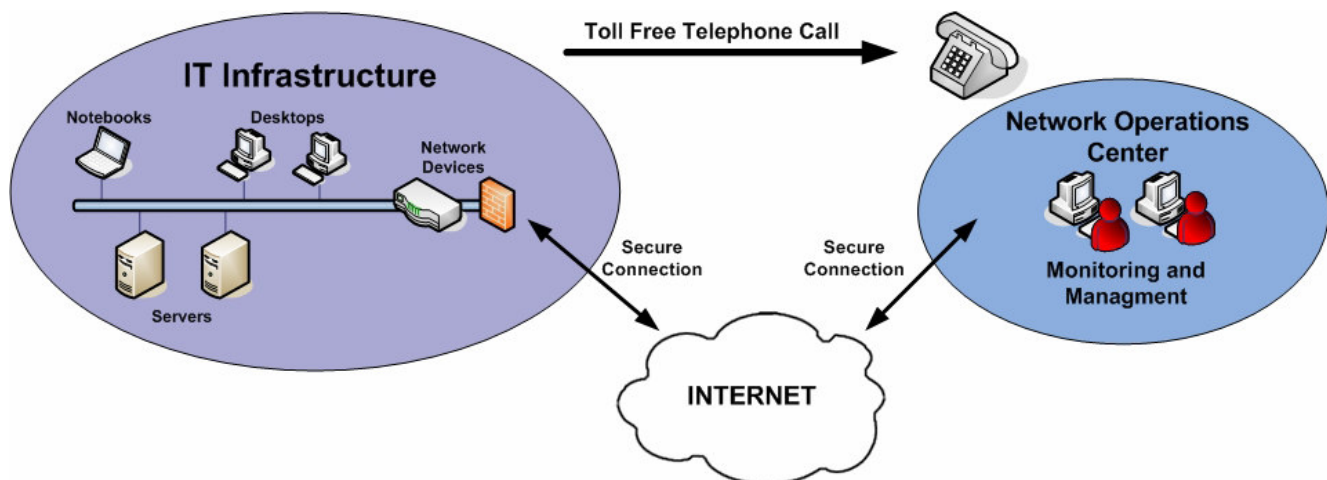 Toll Free Telephone Call
IT Infrastructure
Notebooks
Desktops
Network
Devices
Servers
Secure
Connection
INTERNET
Secure
Connection
Network Operations
Center
Monitoring and
Managment